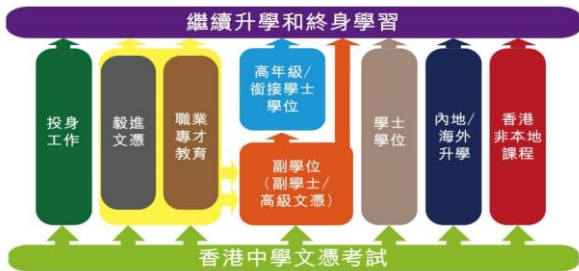 繼續升學和終身學習
投身
工作
毅進
文憑
職業
專才
教育
高年級/
銜接學士
學位
副學位
(副學士/
高級文憑)
學士
學位
內地/
海外
升學
香港
非本地
課程
香港中學文憑考試